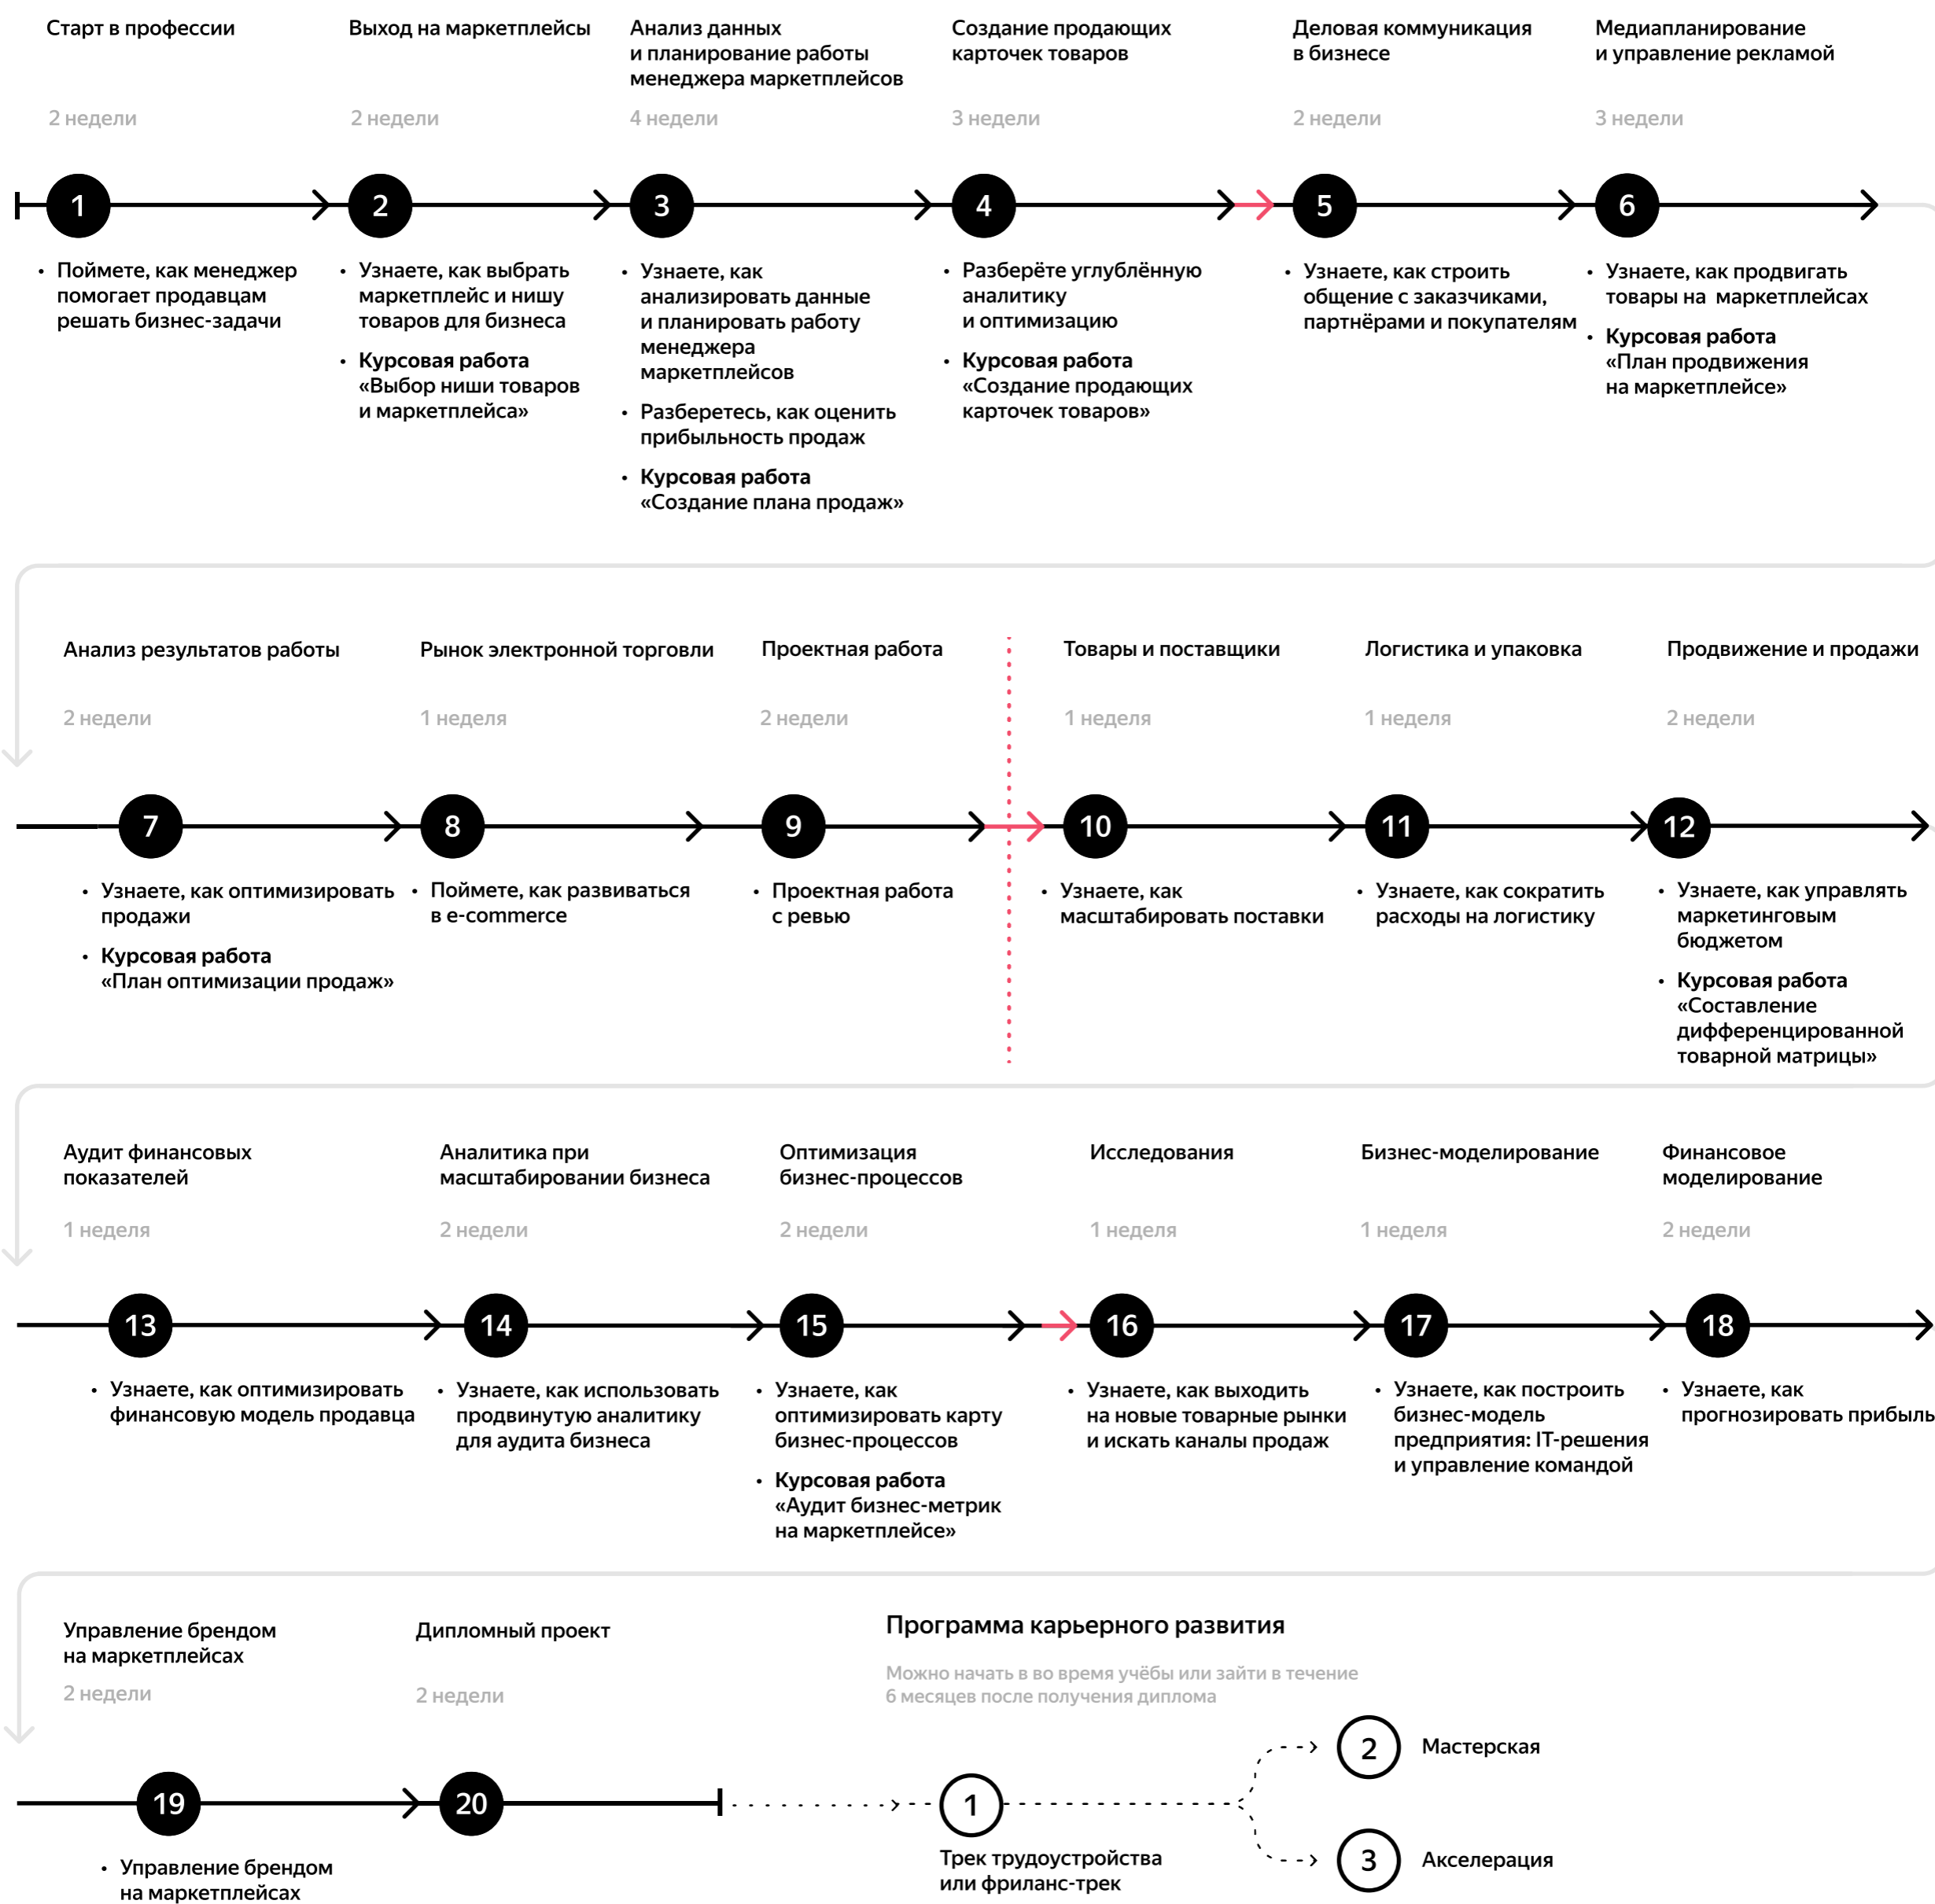 Старт в профессии
2 недели
1
• Поймете, как менеджер
помогает продавцам
решать бизнес-задачи
Выход на маркетплейсы
2 недели
2
• Узнаете, как выбрать
маркетплейс и нишу
товаров для бизнеса
• Курсовая работа
«Выбор ниши товаров
и маркетплейса»
Анализ данных
и планирование работы
менеджера маркетплейсов
4 недели
3
• Узнаете, как
анализировать данные
и планировать работу
менеджера
маркетплейсов
• Разберетесь, как оценить
прибыльность продаж
• Курсовая работа
«Создание плана продаж»
Создание продающих
карточек товаров
3 недели
4
• Разберёте углублённую
аналитику
и оптимизацию
• Курсовая работа
«Создание продающих
карточек товаров»
Деловая коммуникация
в бизнесе
2 недели
5
• Узнаете, как строить
общение с заказчиками,
партнёрами и покупателям
Медиапланирование
и управление рекламой
3 недели
6
• Узнаете, как продвигать
товары на маркетплейсах
• Курсовая работа
«План продвижения
на маркетплейсе»
Анализ результатов работы
2 недели
7
• Узнаете, как оптимизировать
продажи
• Курсовая работа
«План оптимизации продаж»
Рынок электронной торговли
1 неделя
8
• Поймете, как развиваться
в e-commerce
Проектная работа
2 недели
9
• Проектная работа
с ревью
Товары и поставщики
1 неделя
10
• Узнаете, как
масштабировать поставки
Логистика и упаковка
1 неделя
11
• Узнаете, как сократить
расходы на логистику
Продвижение и продажи
2 недели
12
• Узнаете, как управлять
маркетинговым
бюджетом
• Курсовая работа
«Составление
дифференцированной
товарной матрицы»
Аудит финансовых
показателей
1 неделя
13
• Узнаете, как оптимизировать
финансовую модель продавца
Аналитика при
масштабировании бизнеса
2 недели
14
• Узнаете, как использовать
продвинутую аналитику
для аудита бизнеса
Оптимизация
бизнес-процессов
2 недели
15
• Узнаете, как
оптимизировать карту
бизнес-процессов
• Курсовая работа
«Аудит бизнес-метрик
на маркетплейсе»
Исследования
1 неделя
16
• Узнаете, как выходить
на новые товарные рынки
и искать каналы продаж
Бизнес-моделирование
1 неделя
17
• Узнаете, как построить
бизнес-модель
предприятия: IT-решения
и управление командой
Финансовое
моделирование
2 недели
18
• Узнаете, как
прогнозировать прибыль
Управление брендом
на маркетплейсах
2 недели
19
• Управление брендом
на маркетплейсах
Дипломный проект
2 недели
20
Программа карьерного развития
Можно начать в во время учёбы или зайти в течение
6 месяцев после получения диплома
1
Трек трудоустройства
или фриланс-трек
2
Мастерская
3
Акселерация